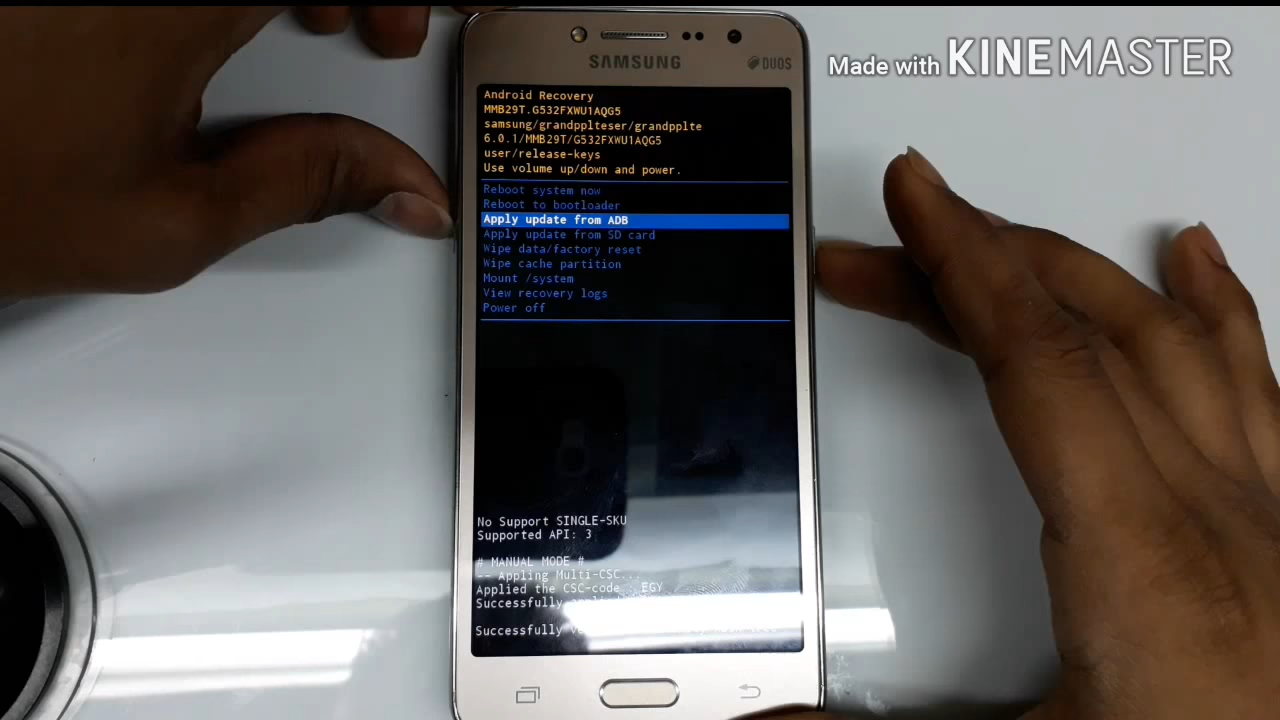 Made with KINEMASTER
SAMSUNG
DUOS
Android Recovery
MMB29T.G532FXWU1AQG5
samsung/grandpplteser/grandpplte
6.0.1/MMB29T/G532FXWU1AQG5
user/release-keys
Use volume up/down and power.
Reboot system now
Reboot to bootloader
Apply update from ADB
Apply update from SD card
Wipe data/factory reset
Wipe cache partition
Mount /system
View recovery logs
Power off
No Support SINGLE-SKU
Supported API: 3
# MANUAL MODE #
-- Appling Multi-CSC...
Applied the CSC-code : EGY
Successfully
Successfully